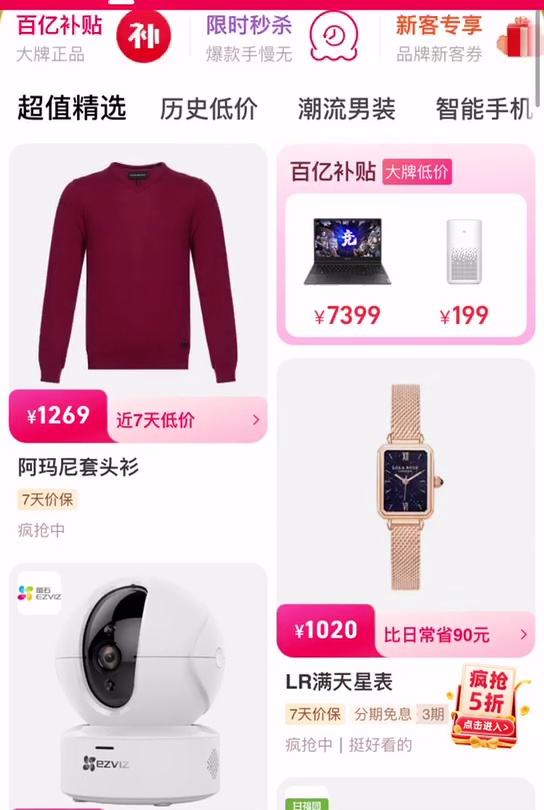 百亿补贴
大牌正品
补
限时秒杀
爆款手慢无
新客专享
品牌新客券
超值精选
历史低价
潮流男装
智能手机
¥1269
近7天低价
阿玛尼套头衫
7天价保
疯抢中
萤石
EZVIZ
ezviz
百亿补贴
大牌低价
竞
¥7399
¥199
LOLA ROSE
¥1020
比日常省90元
LR满天星表
7天价保 分期免息 3期
疯抢中 | 挺好看的
疯抢
5折
点击进入>